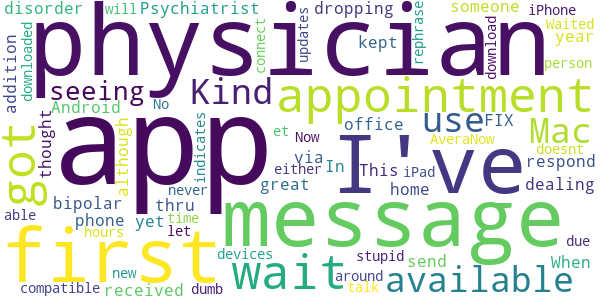 disorder will Psychiatrist dropping someone iPhone Waited
physician
addition downloaded connect updates kept rephrase download year person
seeing Kind appointment
Android No
thought app I've office use FIX Mac
got although indicates et Now via In AveraNow doesnt
This either iPad respond
never great home dealing
bipolar thru message
phone yet time let
able first hours wait devices around stupid send due When
new dumb talk available
compatible received